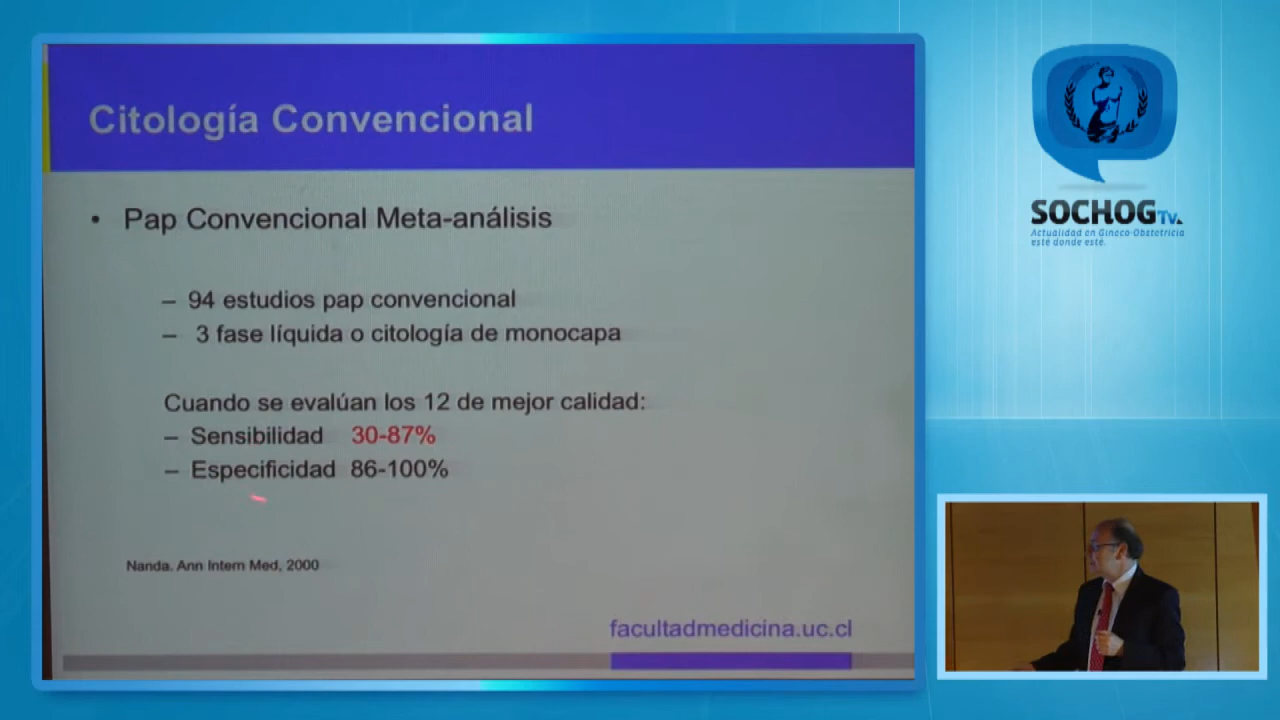 Citología Convencional
• Pap Convencional Meta-análisis
– 94 estudios pap convencional
– 3 fase líquida o citología de monocapa
Cuando se evalúan los 12 de mejor calidad:
– Sensibilidad 30-87%
– Especificidad 86-100%
Nanda. Ann Intern Med, 2000
facultadmedicina.uc.cl
SOCHOG Tv.
Actualidad en Gineco-Obstetricia
esté donde esté.